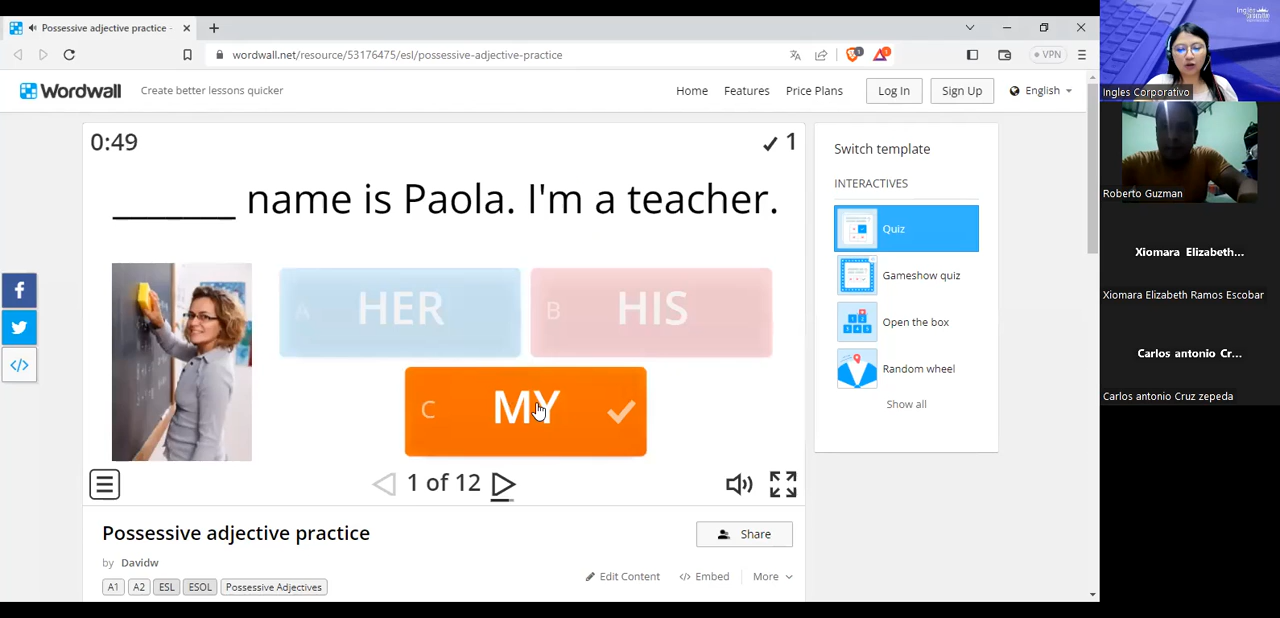 Possessive adjective practice -
wordwall.net/resource/53176475/esl/possessive-adjective-practice
1
1
VPN
Wordwall
Create better lessons quicker
Home
Features
Price Plans
Log In
Sign Up
English
0:49
1
______ name is Paola. I'm a teacher.
A HER
B HIS
C MY
1 of 12
Switch template
INTERACTIVES
Quiz
Gameshow quiz
Open the box
Random wheel
Show all
Possessive adjective practice
Share
by Davidw
Edit Content
Embed
More
A1
A2
ESL
ESOL
Possessive Adjectives
Ingles Corporativo
Roberto Guzman
Xiomara Elizabeth...
Xiomara Elizabeth Ramos Escobar
Carlos antonio Cr...
Carlos antonio Cruz zepeda